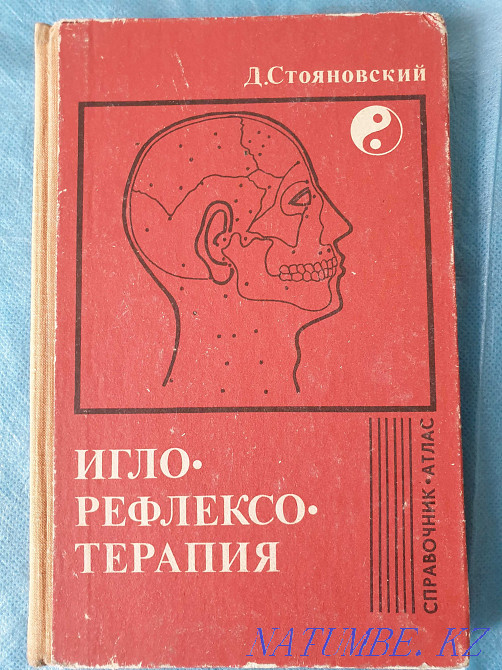 Д.Стояновский
ИГЛО•
РЕФЛЕКСО•
ТЕРАПИЯ
СПРАВОЧНИК•АТЛАС
NATUMBE. KZ